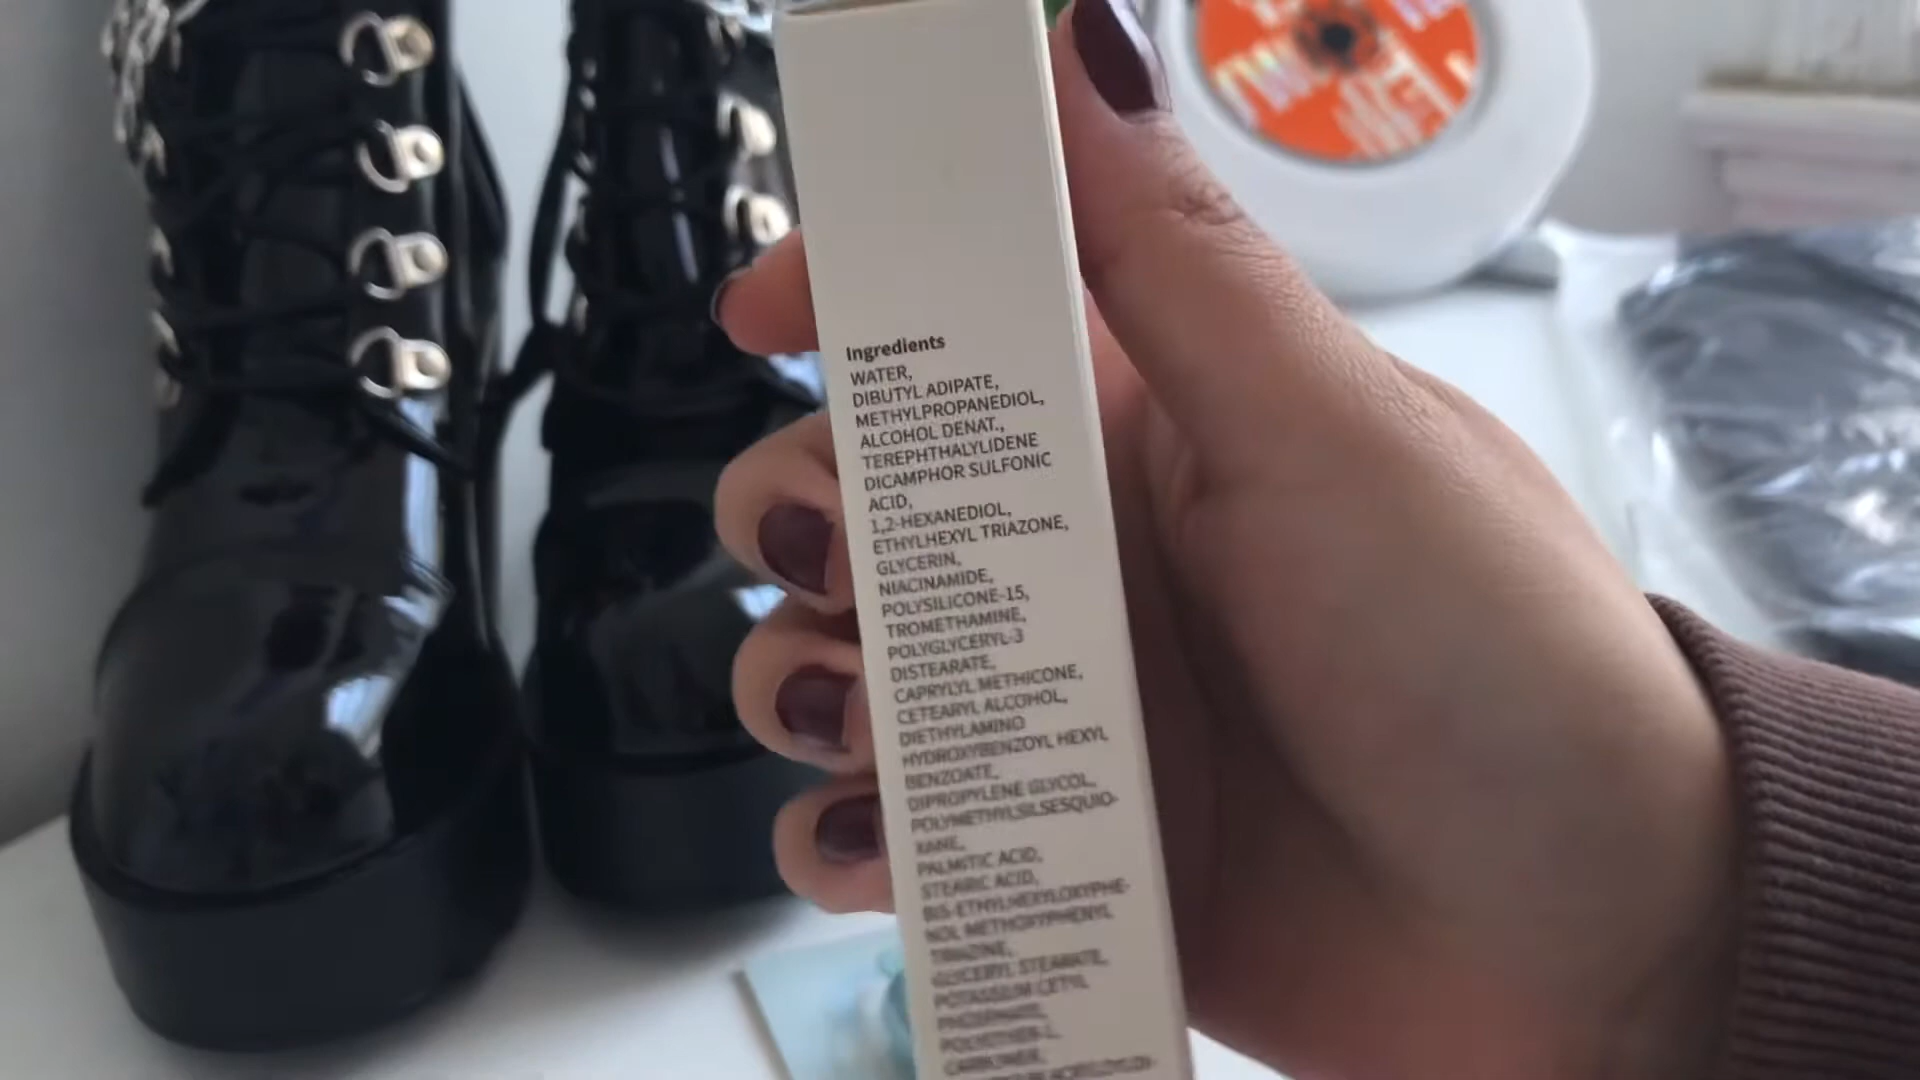 Ingredients
WATER,
DIBUTYL ADIPATE,
METHYLPROPANEDIOL,
ALCOHOL DENAT.,
TEREPHTHALYLIDENE
DICAMPHOR SULFONIC
ACID,
1,2-HEXANEDIOL,
ETHYLHEXYL TRIAZONE,
GLYCERIN,
NIACINAMIDE,
POLYSILICONE-15,
TROMETHAMINE,
POLYGLYCERYL-3
DISTEARATE,
CAPRYLYL METHICONE,
CETEARYL ALCOHOL,
DIETHYLAMINO
HYDROXYBENZOYL HEXYL
BENZOATE,
DIPROPYLENE GLYCOL,
POLYMETHYLSILSESQUIO-
XANE,
PALMITIC ACID,
STEARIC ACID,
BIS-ETHYLHEXYLOXYPHE-
NOL METHOXYPHENYL
TRIAZINE,
GLYCERYL STEARATE,
POTASSIUM CETYL
PHOSPHATE,
CARBOMER,